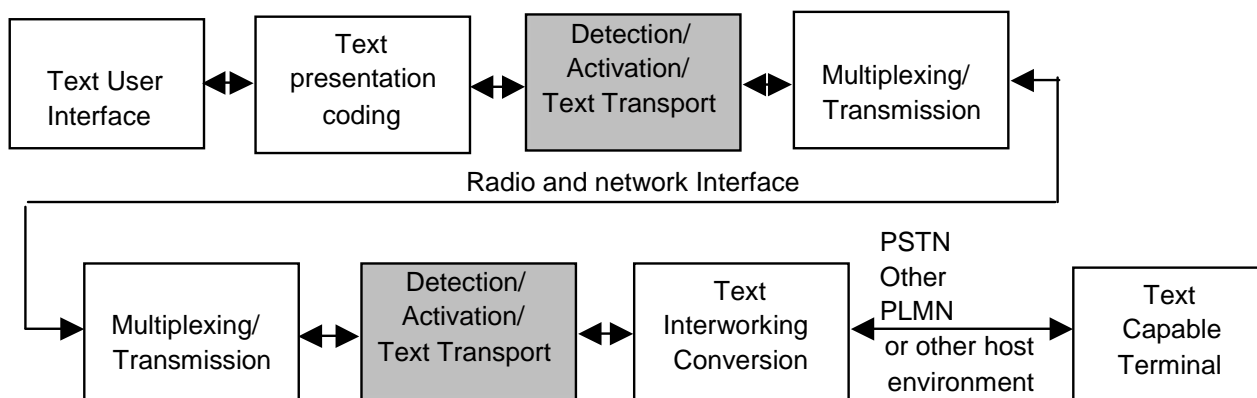 Text User
Interface
Text
presentation
coding
Detection/
Activation/
Text Transport
Multiplexing/
Transmission
Radio and network Interface
Multiplexing/
Transmission
Detection/
Activation/
Text Transport
Text
Interworking
Conversion
PSTN
Other
PLMN
or other host
environment
Text
Capable
Terminal